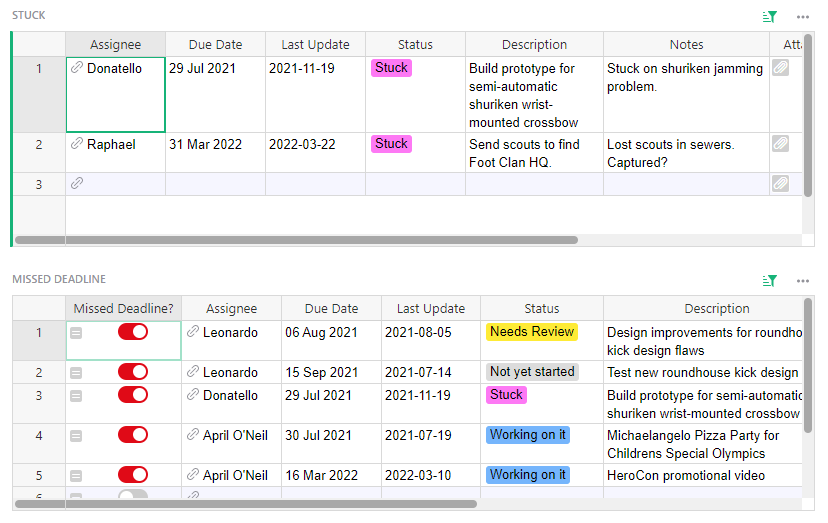 STUCK
Assignee Due Date Last Update Status Description Notes Atta
1 Donatello 29 Jul 2021 2021-11-19 Stuck Build prototype for Stuck on shuriken jamming
semi-automatic problem.
shuriken wrist-
mounted crossbow
2 Raphael 31 Mar 2022 2022-03-22 Stuck Send scouts to find Lost scouts in sewers.
Foot Clan HQ. Captured?
3
MISSED DEADLINE
Missed Deadline? Assignee Due Date Last Update Status Description
1 Leonardo 06 Aug 2021 2021-08-05 Needs Review Design improvements for roundho
kick design flaws
2 Leonardo 15 Sep 2021 2021-07-14 Not yet started Test new roundhouse kick design
3 Donatello 29 Jul 2021 2021-11-19 Stuck Build prototype for semi-automatic
shuriken wrist-mounted crossbow
4 April O'Neil 30 Jul 2021 2021-07-19 Working on it Michaelangelo Pizza Party for
Childrens Special Olympics
5 April O'Neil 16 Mar 2022 2022-03-10 Working on it HeroCon promotional video
6